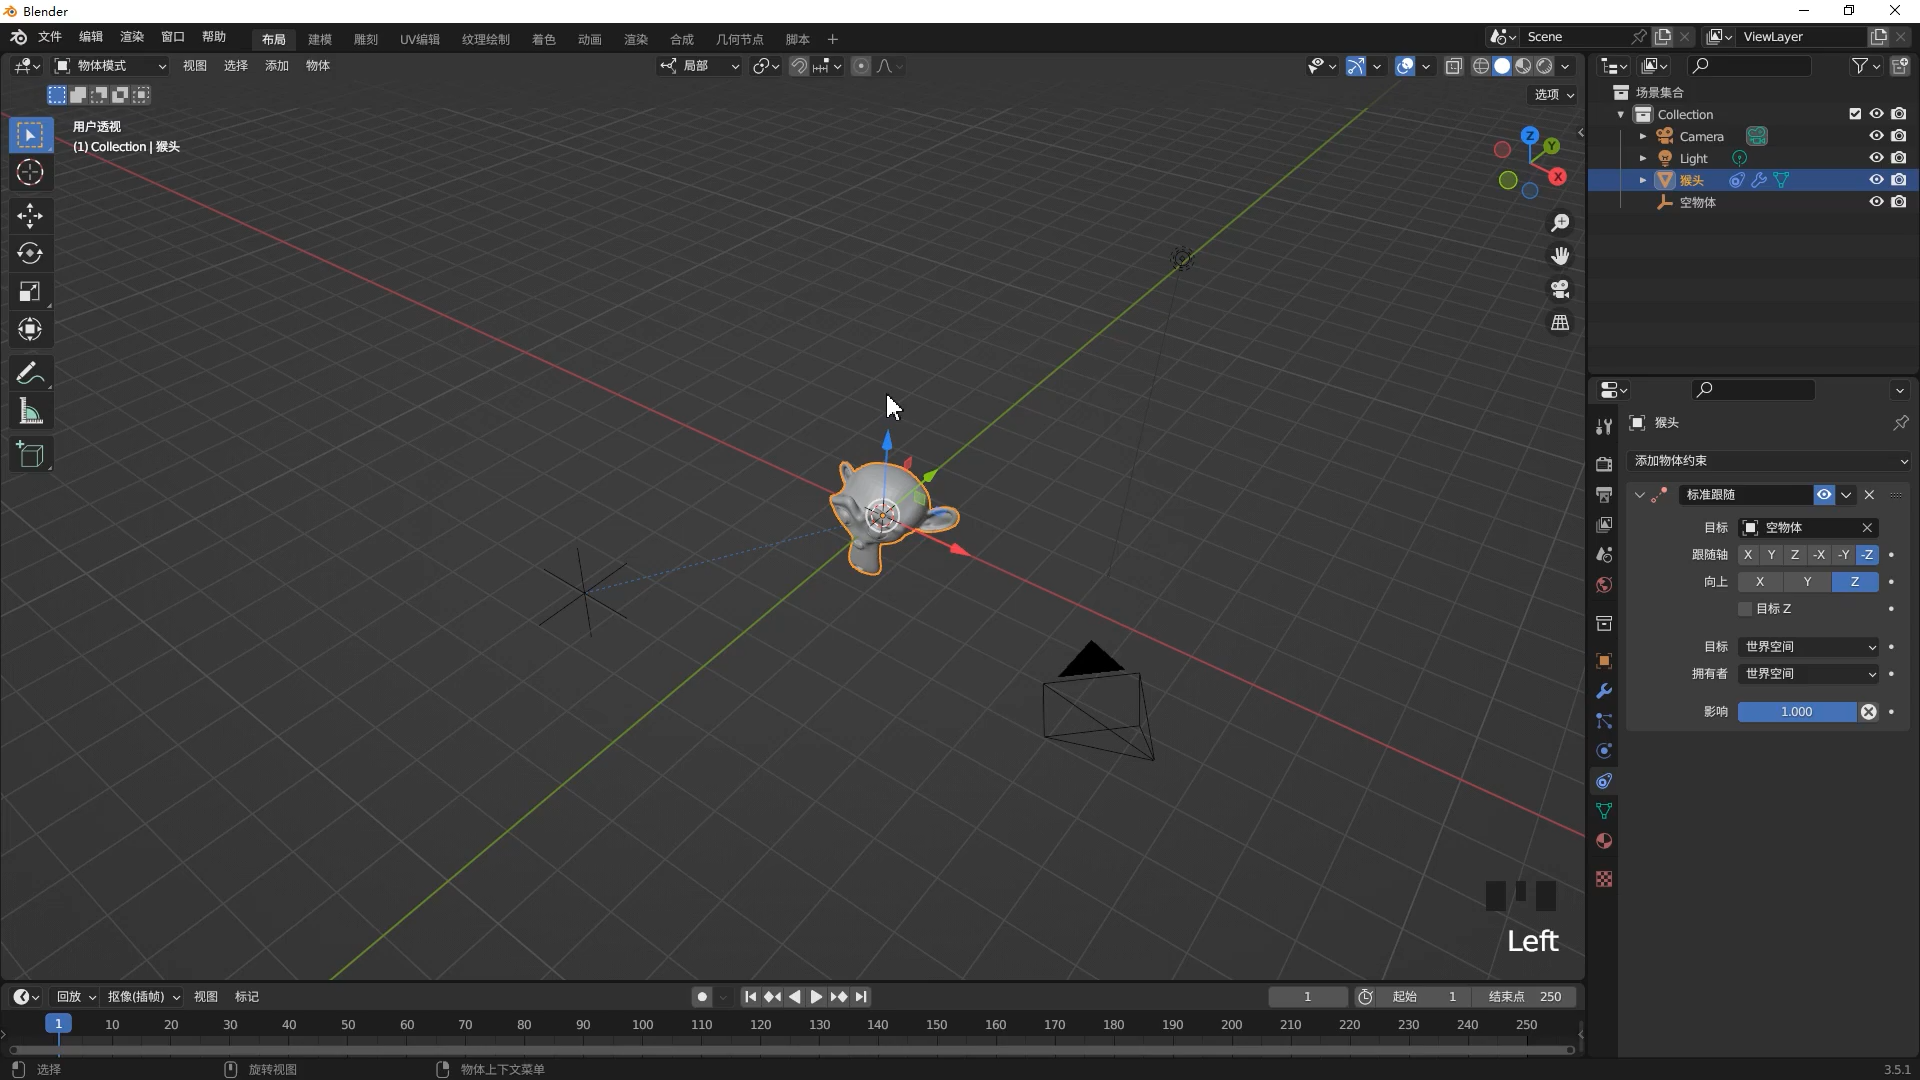 Blender
文件 编辑 渲染 窗口 帮助 布局 建模 雕刻 UV编辑 纹理绘制 着色 动画 渲染 合成 几何节点 脚本 + Scene ViewLayer
物体模式 视图 选择 添加 物体 局部
选项
用户透视
(1) Collection | 猴头
Z
Y
X
场景集合
Collection
Camera
Light
猴头
空物体
猴头
添加物体约束
标准跟随
目标 空物体
跟随轴 X Y Z -X -Y -Z
向上 X Y Z
目标 Z
目标 世界空间
拥有者 世界空间
影响 1.000
Left
回放 抠像(插帧) 视图 标记 1 起始 1 结束点 250
1 10 20 30 40 50 60 70 80 90 100 110 120 130 140 150 160 170 180 190 200 210 220 230 240 250
选择 旋转视图 物体上下文菜单 3.5.1